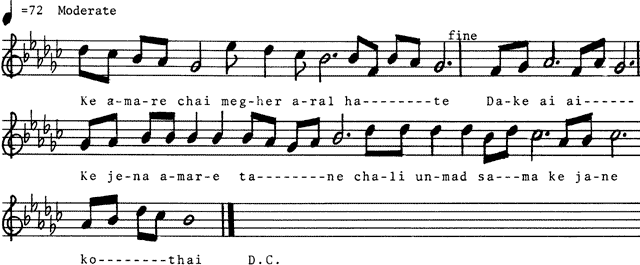 =72 Moderate
fine
Ke a-ma-re chai meg-her a-ral ha--------te Da-ke ai ai------
Ke je-na a-mar-e ta--------ne cha-li un-mad sa---ma ke ja-ne
ko--------thai D.C.